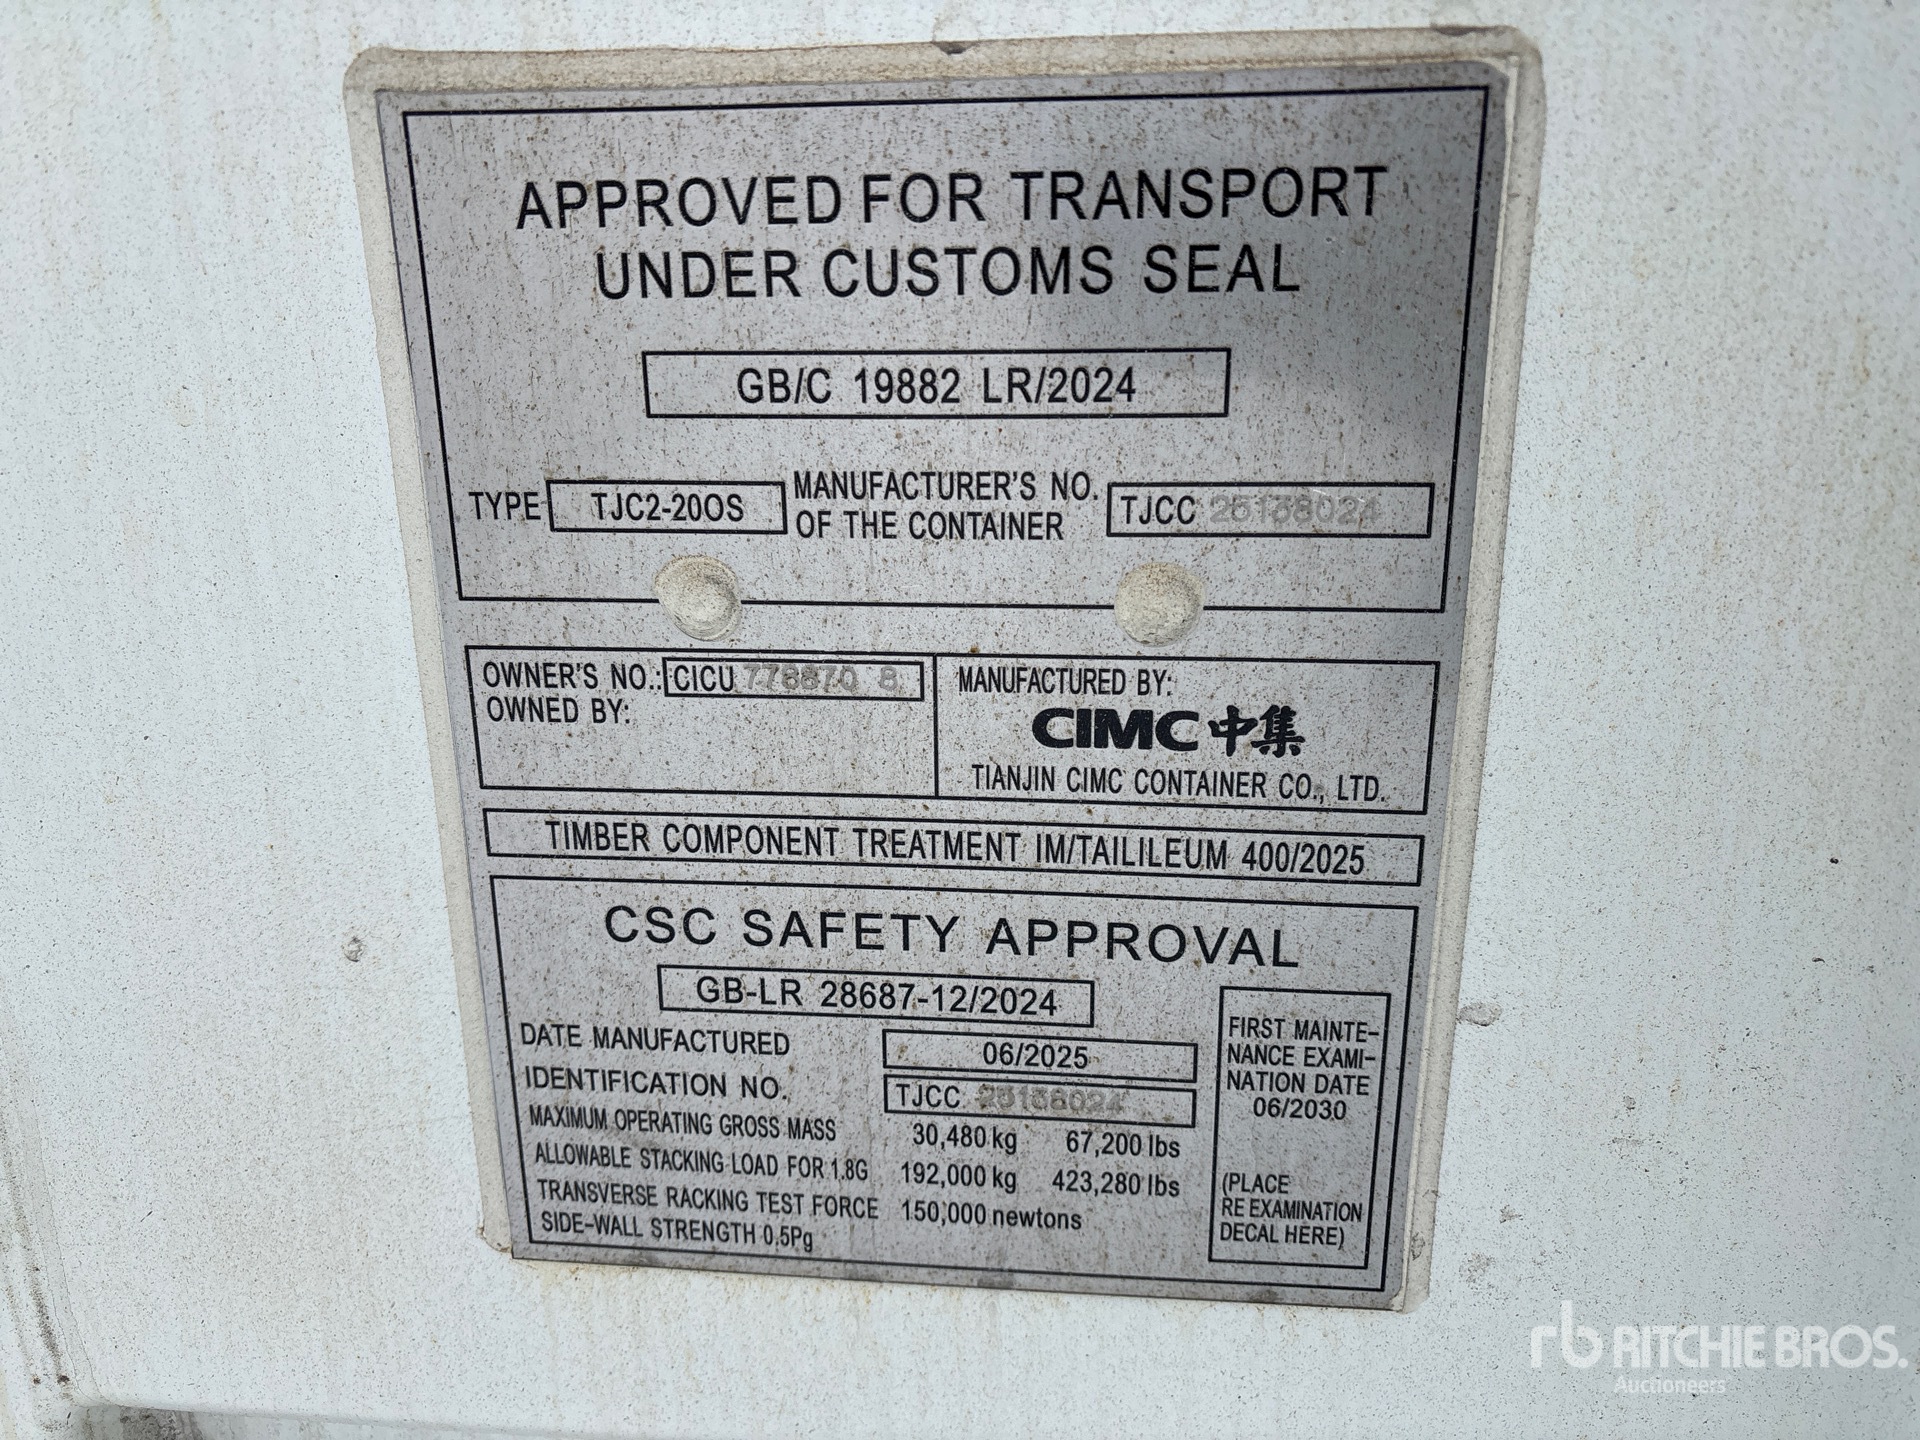 APPROVED FOR TRANSPORT
UNDER CUSTOMS SEAL
GB/C 19882 LR/2024
TYPE TJC2-20OS MANUFACTURER'S NO. OF THE CONTAINER TJCC 25138024
OWNER'S NO.: CICU 778870 8
OWNED BY:
MANUFACTURED BY:
CIMC 中集
TIANJIN CIMC CONTAINER CO., LTD.
TIMBER COMPONENT TREATMENT IM/TAILILEUM 400/2025
CSC SAFETY APPROVAL
GB-LR 28687-12/2024
DATE MANUFACTURED 06/2025
IDENTIFICATION NO. TJCC 25138024
MAXIMUM OPERATING GROSS MASS 30,480 kg 67,200 lbs
ALLOWABLE STACKING LOAD FOR 1.8G 192,000 kg 423,280 lbs
TRANSVERSE RACKING TEST FORCE 150,000 newtons
SIDE-WALL STRENGTH 0.5Pg
FIRST MAINTE-
NANCE EXAMI-
NATION DATE
06/2030
(PLACE
RE EXAMINATION
DECAL HERE)
rb RITCHIE BROS.
Auctioneers